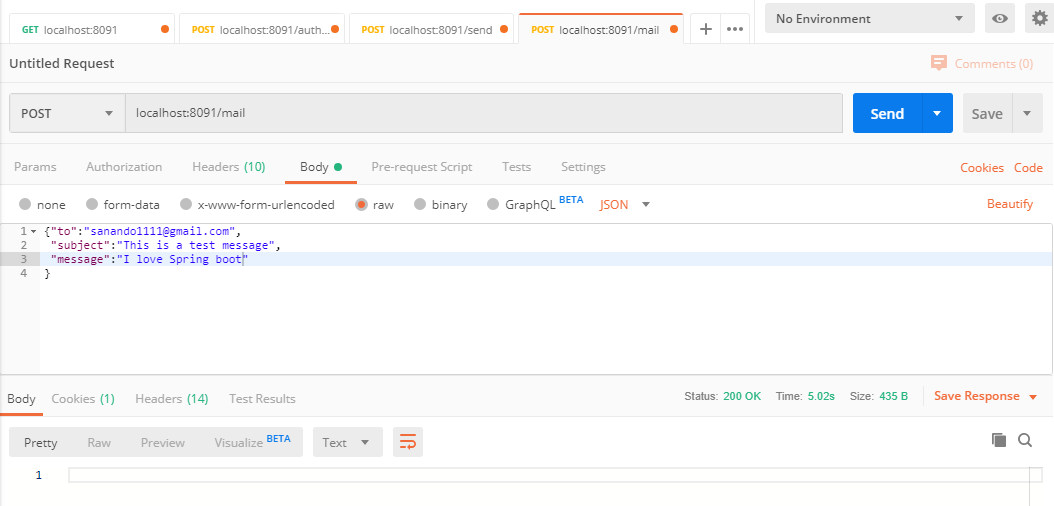 GET localhost:8091
POST localhost:8091/auth...
POST localhost:8091/send
POST localhost:8091/mail
No Environment
Untitled Request
Comments (0)
POST
localhost:8091/mail
Send
Save
Params
Authorization
Headers (10)
Body
Pre-request Script
Tests
Settings
Cookies
Code
none
form-data
x-www-form-urlencoded
raw
binary
GraphQL BETA
JSON
Beautify
1 {"to":"sanando1111@gmail.com",
2 "subject":"This is a test message",
3 "message":"I love Spring boot"
4 }
Body
Cookies (1)
Headers (14)
Test Results
Status: 200 OK
Time: 5.02s
Size: 435 B
Save Response
Pretty
Raw
Preview
Visualize BETA
Text
1